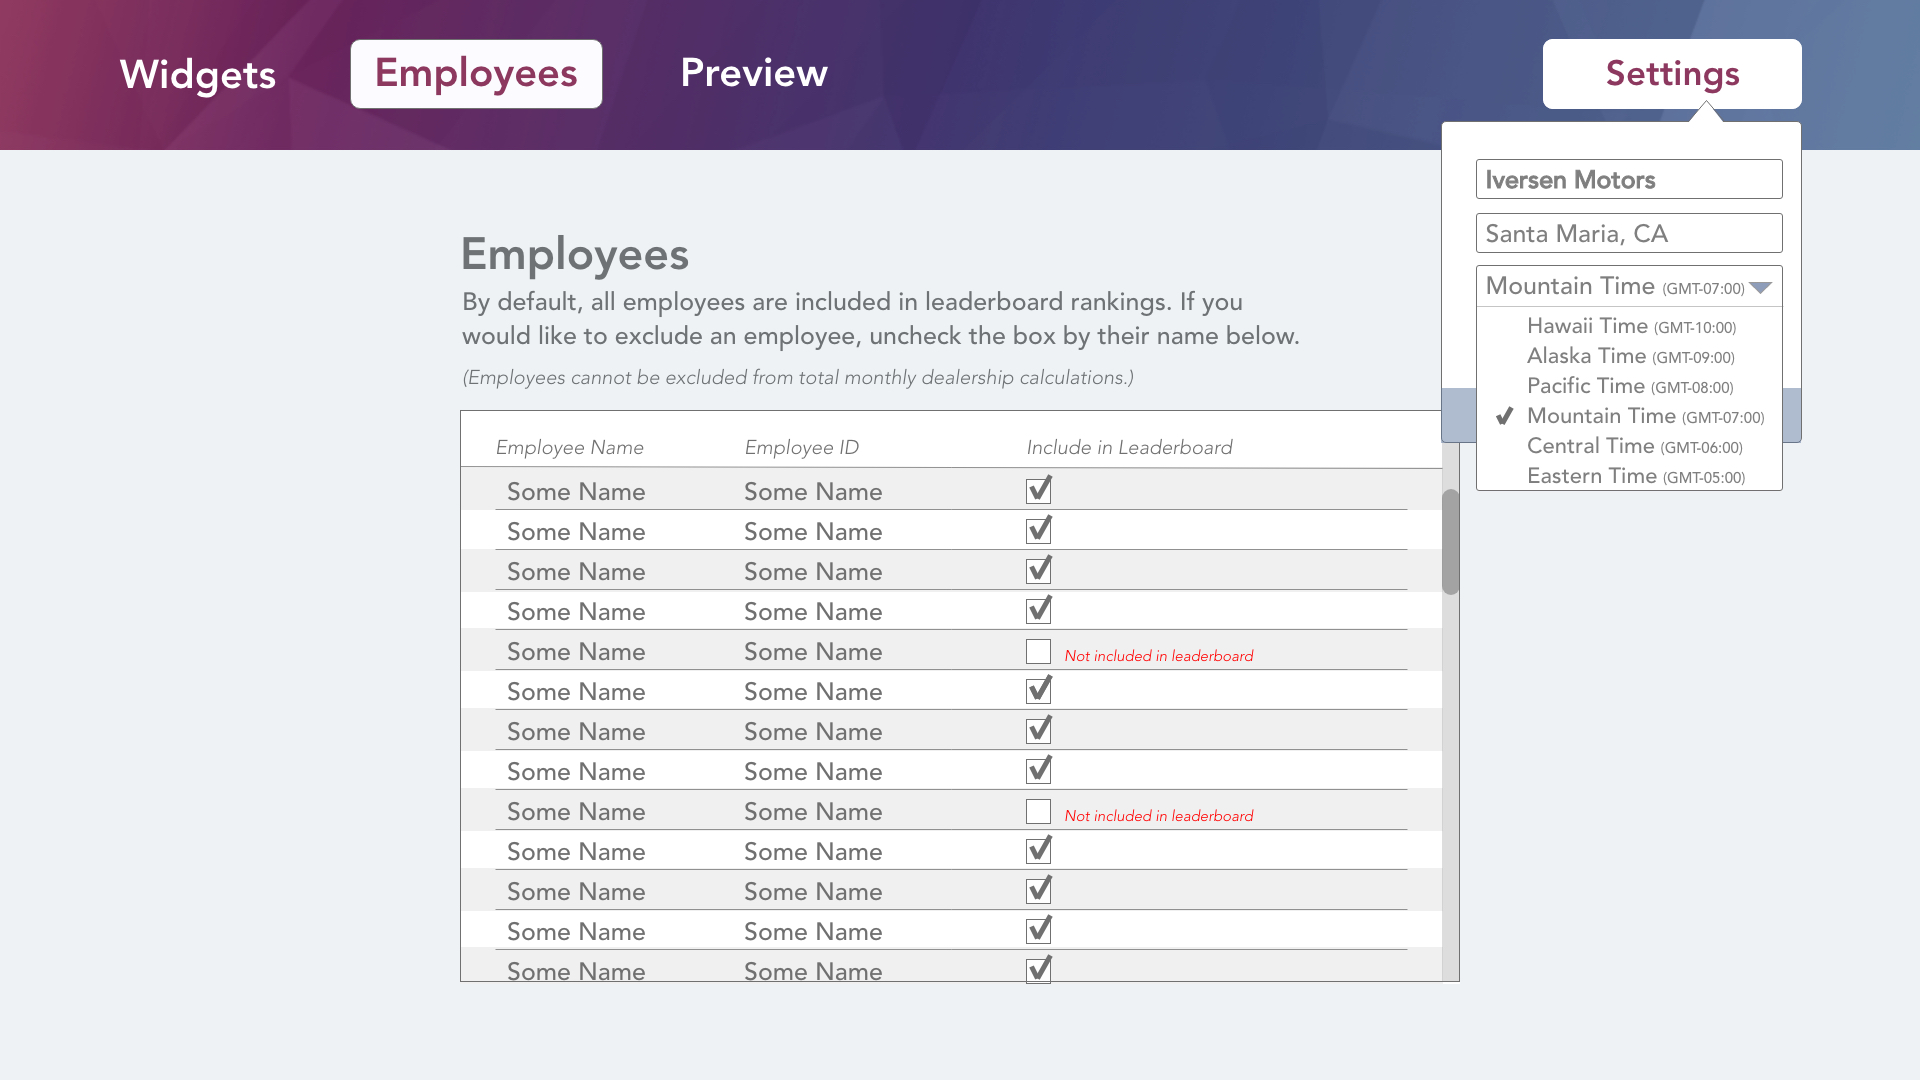 Widgets
Employees
Preview
Settings
Iversen Motors
Santa Maria, CA
Mountain Time (GMT-07:00)
Hawaii Time (GMT-10:00)
Alaska Time (GMT-09:00)
Pacific Time (GMT-08:00)
Mountain Time (GMT-07:00)
Central Time (GMT-06:00)
Eastern Time (GMT-05:00)
Employees
By default, all employees are included in leaderboard rankings. If you
would like to exclude an employee, uncheck the box by their name below.
(Employees cannot be excluded from total monthly dealership calculations.)
Employee Name Employee ID Include in Leaderboard
Some Name Some Name
Some Name Some Name
Some Name Some Name
Some Name Some Name
Some Name Some Name Not included in leaderboard
Some Name Some Name
Some Name Some Name
Some Name Some Name
Some Name Some Name Not included in leaderboard
Some Name Some Name
Some Name Some Name
Some Name Some Name
Some Name Some Name